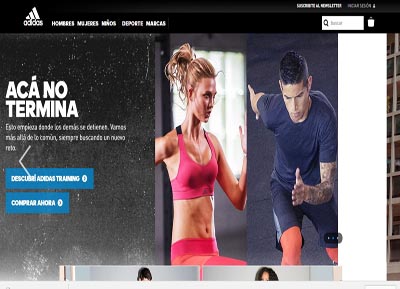 SUSCRIBITE AL NEWSLETTER INICIAR SESIÓN
adidas
HOMBRES MUJERES NIÑOS DEPORTE MARCAS
Buscar
ACÁ NO
TERMINA
Esto empieza donde los demás se detienen. Vamos
más allá de lo común, siempre buscando un nuevo
reto.
DESCUBRÍ ADIDAS TRAINING
COMPRAR AHORA